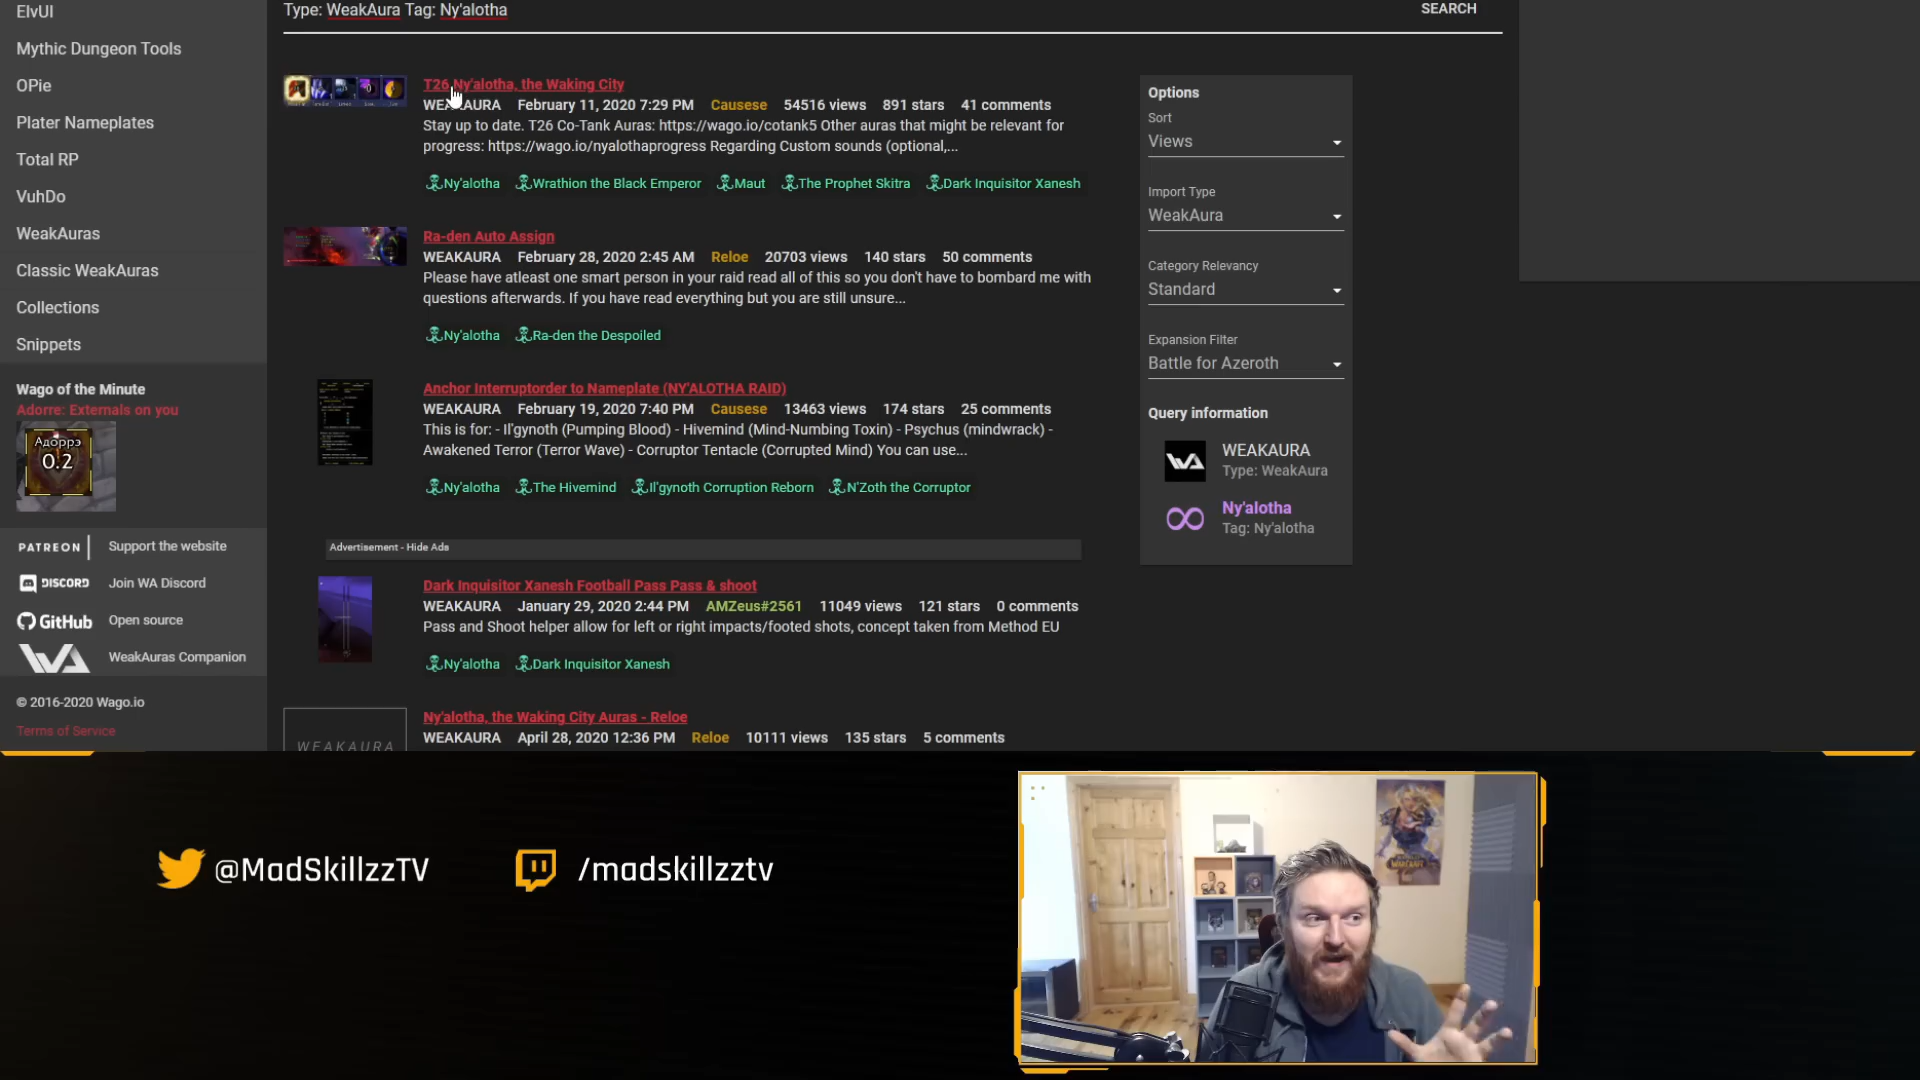 ElvUI
Mythic Dungeon Tools
OPie
Plater Nameplates
Total RP
VuhDo
WeakAuras
Classic WeakAuras
Collections
Snippets
Wago of the Minute
Adorre: Externals on you
Адоррэ
0.2
PATREON Support the website
DISCORD Join WA Discord
GitHub Open source
WeakAuras Companion
© 2016-2020 Wago.io
Terms of Service
Type: WeakAura Tag: Ny'alotha
SEARCH
T26 Ny'alotha, the Waking City
WEAKAURA February 11, 2020 7:29 PM Causese 54516 views 891 stars 41 comments
Stay up to date. T26 Co-Tank Auras: https://wago.io/cotank5 Other auras that might be relevant for
progress: https://wago.io/nyalothaprogress Regarding Custom sounds (optional,...
Ny'alotha Wrathion the Black Emperor Maut The Prophet Skitra Dark Inquisitor Xanesh
Ra-den Auto Assign
WEAKAURA February 28, 2020 2:45 AM Reloe 20703 views 140 stars 50 comments
Please have atleast one smart person in your raid read all of this so you don't have to bombard me with
questions afterwards. If you have read everything but you are still unsure...
Ny'alotha Ra-den the Despoiled
Anchor Interruptorder to Nameplate (NY'ALOTHA RAID)
WEAKAURA February 19, 2020 7:40 PM Causese 13463 views 174 stars 25 comments
This is for: - Il'gynoth (Pumping Blood) - Hivemind (Mind-Numbing Toxin) - Psychus (mindwrack) -
Awakened Terror (Terror Wave) - Corruptor Tentacle (Corrupted Mind) You can use...
Ny'alotha The Hivemind Il'gynoth Corruption Reborn N'Zoth the Corruptor
Advertisement - Hide Ads
Dark Inquisitor Xanesh Football Pass Pass & shoot
WEAKAURA January 29, 2020 2:44 PM AMZeus#2561 11049 views 121 stars 0 comments
Pass and Shoot helper allow for left or right impacts/footed shots, concept taken from Method EU
Ny'alotha Dark Inquisitor Xanesh
Ny'alotha, the Waking City Auras - Reloe
WEAKAURA April 28, 2020 12:36 PM Reloe 10111 views 135 stars 5 comments
WEAKAURA
Options
Sort
Views
Import Type
WeakAura
Category Relevancy
Standard
Expansion Filter
Battle for Azeroth
Query information
WEAKAURA
Type: WeakAura
Ny'alotha
Tag: Ny'alotha
@MadSkillzzTV
/madskillzztv